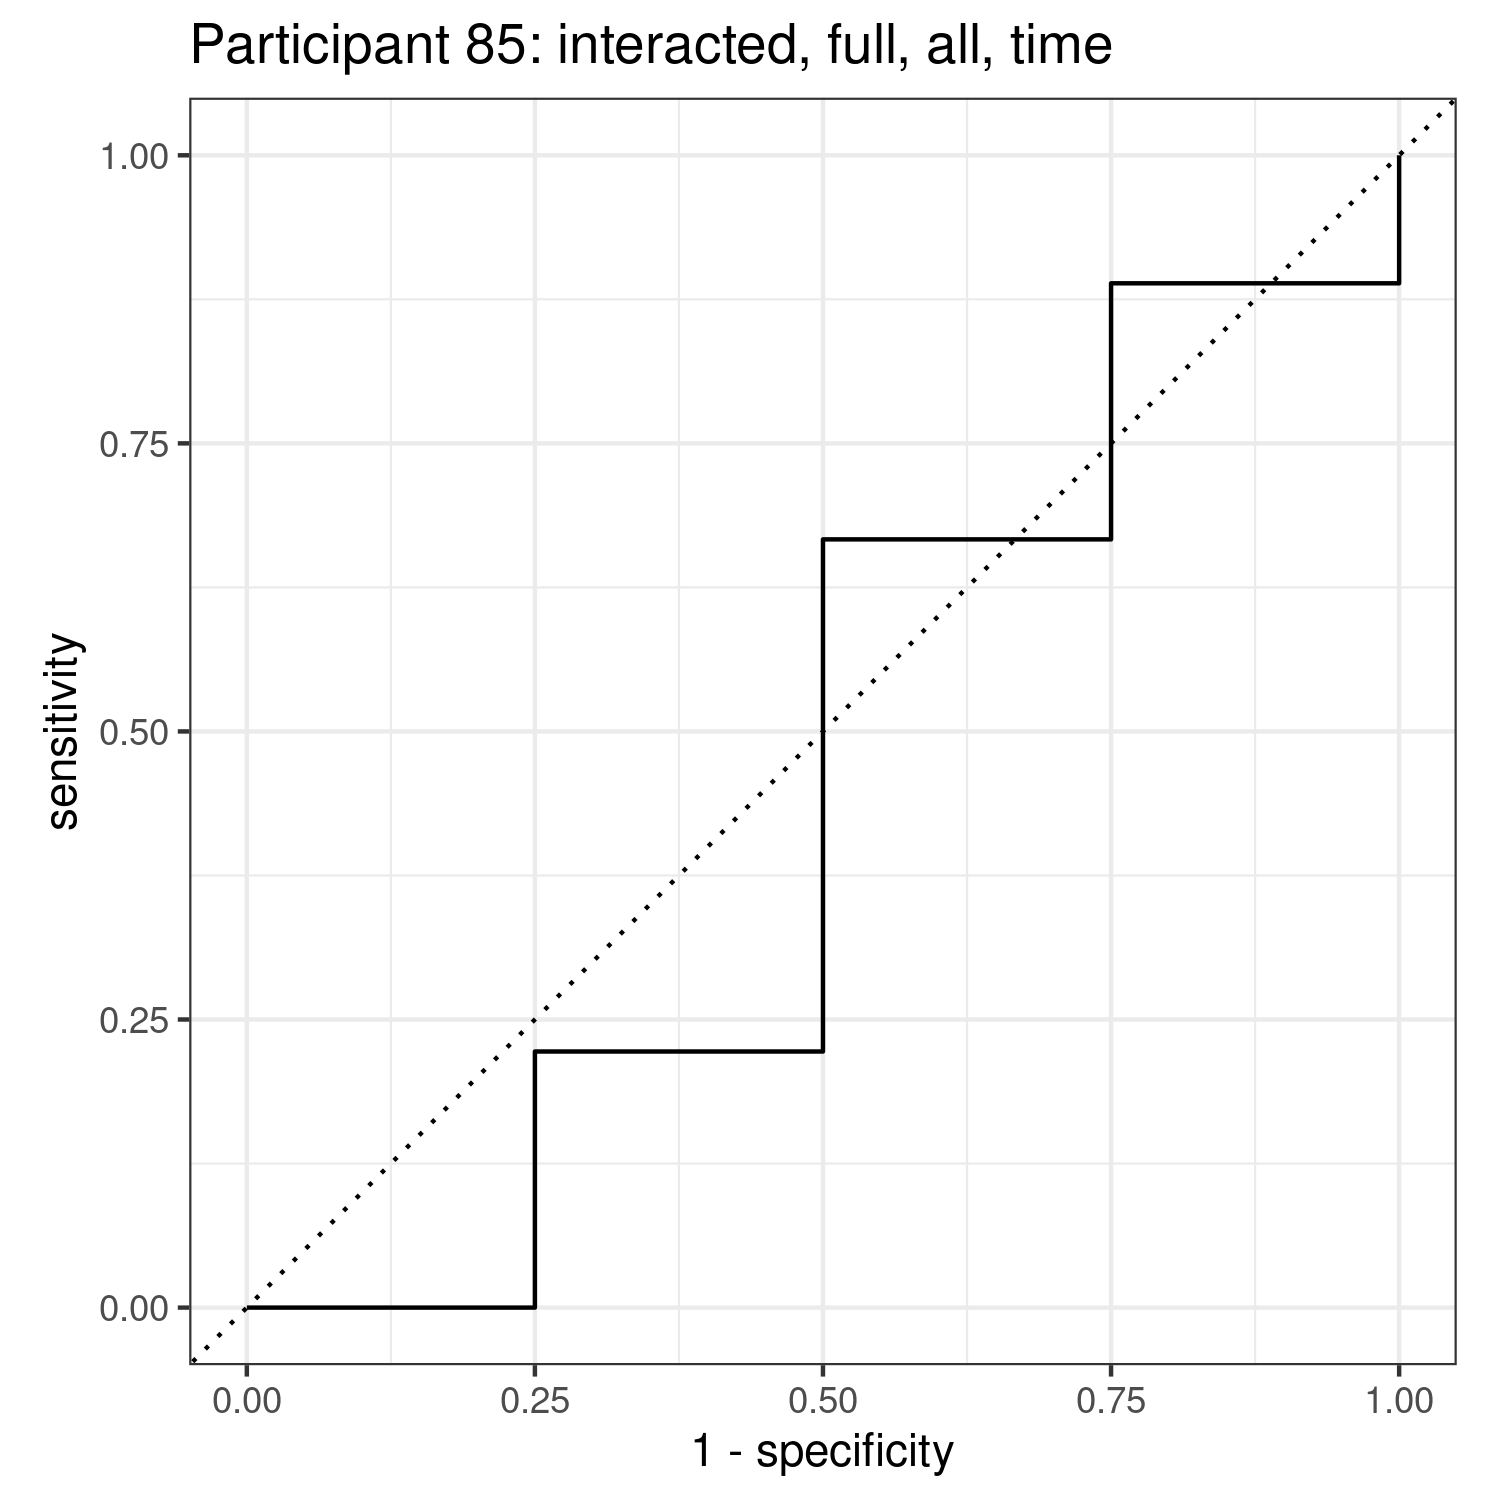 Participant 85: interacted, full, all, time
1.00
0.75
0.50
0.25
0.00
sensitivity
0.00 0.25 0.50 0.75 1.00
1 - specificity